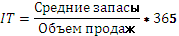 IT = Средние запасы / Объем продаж * 365